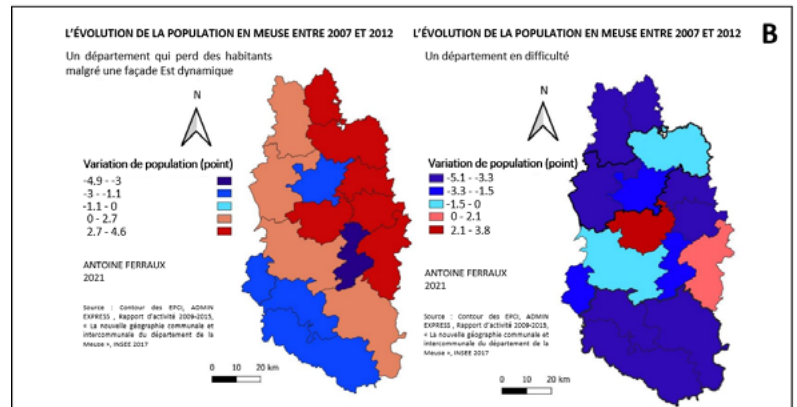 L'ÉVOLUTION DE LA POPULATION EN MEUSE ENTRE 2007 ET 2012
Un département qui perd des habitants
malgré une façade Est dynamique
N
Variation de population (point)
-4.9 - -3
-3 - -1.1
-1.1 - 0
0 - 2.7
2.7 - 4.6
ANTOINE FERRAUX
2021
Source : Contour des EPCI, ADMIN
EXPRESS , Rapport d'activité 2009-2015,
« La nouvelle géographie communale et
intercommunale du département de la
Meuse », INSEE 2017
0 10 20 km
L'ÉVOLUTION DE LA POPULATION EN MEUSE ENTRE 2007 ET 2012
B
Un département en difficulté
N
Variation de population (point)
-5.1 - -3.3
-3.3 - -1.5
-1.5 - 0
0 - 2.1
2.1 - 3.8
ANTOINE FERRAUX
2021
Source : Contour des EPCI, ADMIN
EXPRESS , Rapport d'activité 2009-2015,
« La nouvelle géographie communale et
intercommunale du département de la
Meuse », INSEE 2017
0 10 20 km